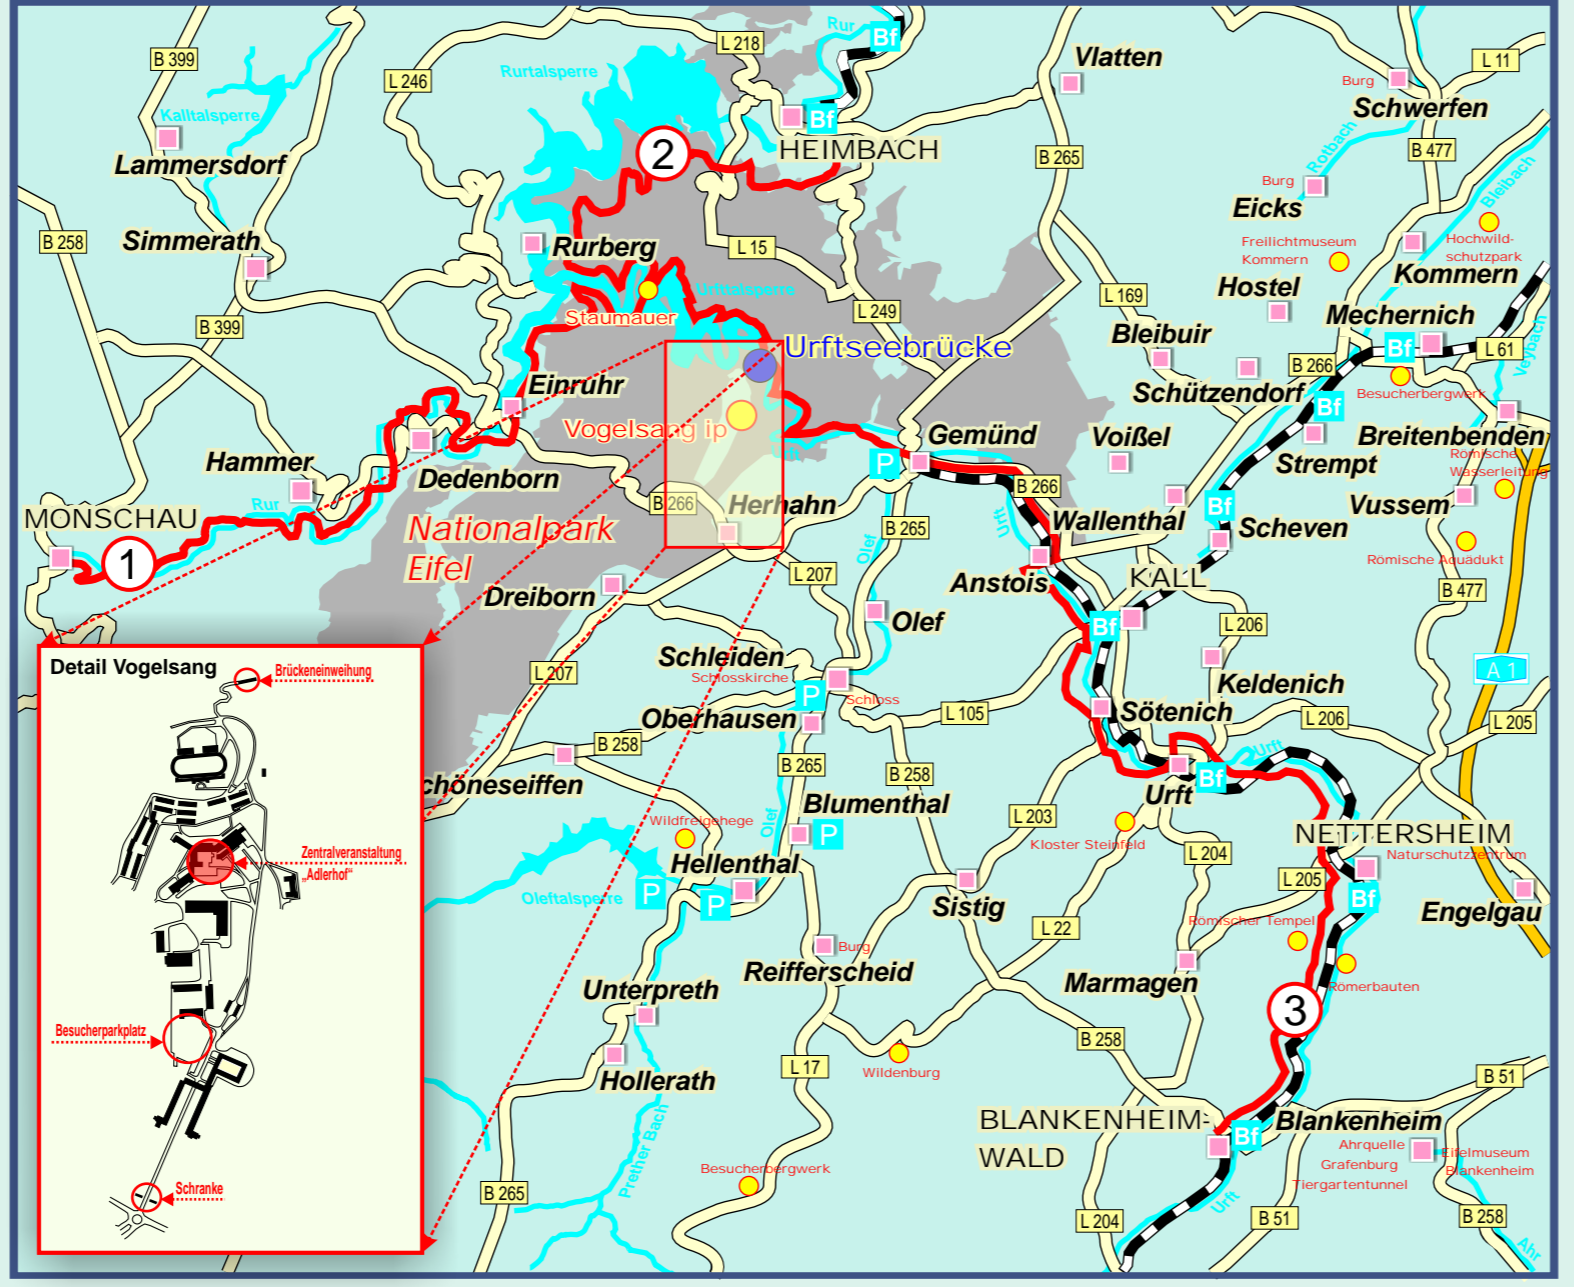 Rur
Bf
L 218
B 399
L 246
Rurtalsperre
Vlatten
L 11
Burg
Schwerfen
Kalltalsperre
Lammersdorf
Bf
HEIMBACH
2
B 265
Rotbach
B 477
Bleibach
Burg
Eicks
B 258
Simmerath
Rurberg
L 15
Freilichtmuseum
Kommern
Hochwild-
schutzpark
Kommern
Hostel
Urfttalsperre
Staumauer
L 169
L 249
B 399
Bleibuir
Mechernich
Bf
L 61
Veybach
Urftseebrücke
Schützendorf
B 266
Besucherbergwerk
Einruhr
Bf
Vogelsang ip
Urft
Gemünd
Voißel
Breitenbenden
Strempt
Römische
Wasserleitung
Hammer
Dedenborn
P
B 266
Vussem
Rur
MONSCHAU
1
Nationalpark
Eifel
B 266
Herhahn
B 265
Urft
Wallenthal
Bf
Scheven
Olef
Römische Aquädukt
Dreiborn
L 207
Anstois
KALL
B 477
Olef
Bf
L 206
Detail Vogelsang
Brückeneinweihung
L 207
Schleiden
Schlosskirche
P
Schloss
Keldenich
A 1
Oberhausen
L 105
Sötenich
L 206
L 205
B 258
B 265
B 258
Urft
Bf
Urft
chöneseiffen
Blumenthal
P
Olef
Wildfreigehege
L 203
Kloster Steinfeld
NETTERSHEIM
Naturschutzzentrum
Zentralveranstaltung
„Adlerhof“
Hellenthal
L 204
L 205
Oleftalsperre
P
P
Sistig
Bf
Engelgau
L 22
Römischer Tempel
Burg
Reifferscheid
Marmagen
Römerbauten
Unterpreth
3
Besucherparkplatz
Hollerath
L 17
Wildenburg
B 258
B 51
Prether Bach
BLANKENHEIM-
WALD
Bf
Blankenheim
Ahrquelle
Grafenburg
Tiergartentunnel
Eifelmuseum
Blankenheim
Besucherbergwerk
Schranke
B 265
Urft
L 204
B 51
B 258
Ahr